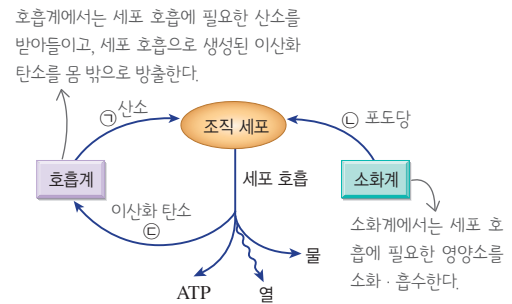 호흡계에서는 세포 호흡에 필요한 산소를
받아들이고, 세포 호흡으로 생성된 이산화
탄소를 몸 밖으로 방출한다.
㉠ 산소
조직 세포
㉡ 포도당
호흡계
세포 호흡
소화계
이산화 탄소
㉢
소화계에서는 세포 호
흡에 필요한 영양소를
소화·흡수한다.
물
ATP
열